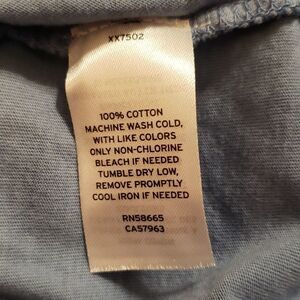 XX7502
100% COTTON
MACHINE WASH COLD,
WITH LIKE COLORS
ONLY NON-CHLORINE
BLEACH IF NEEDED
TUMBLE DRY LOW,
REMOVE PROMPTLY
COOL IRON IF NEEDED
RN58665
CA57963